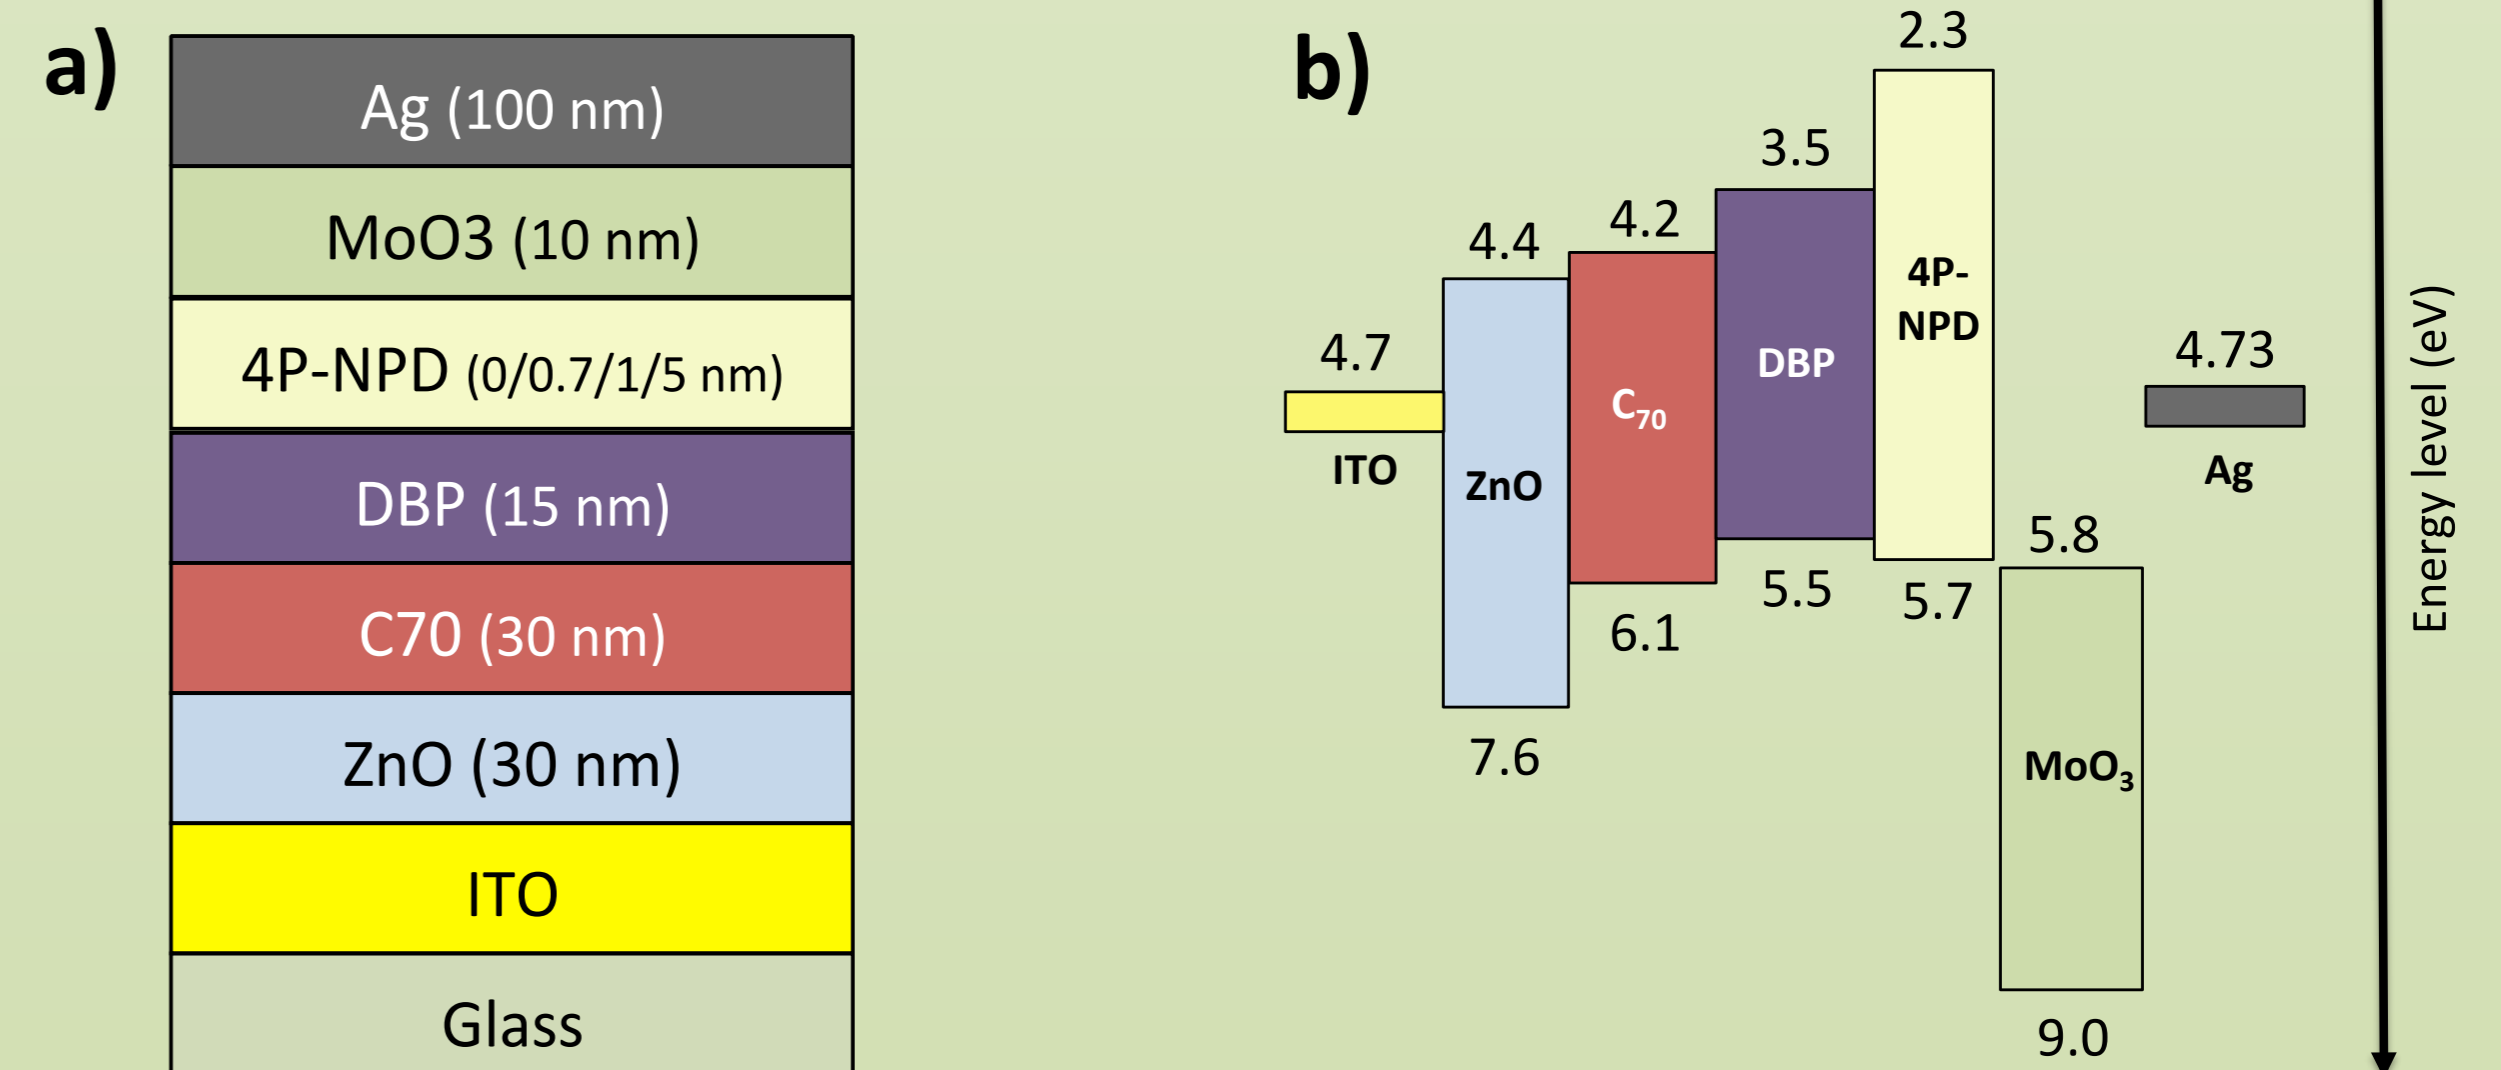 a)
Ag (100 nm)
MoO3 (10 nm)
4P-NPD (0/0.7/1/5 nm)
DBP (15 nm)
C70 (30 nm)
ZnO (30 nm)
ITO
Glass
b)
4.7
ITO
4.4
ZnO
7.6
4.2
C70
6.1
3.5
DBP
5.5
2.3
4P-
NPD
5.7
5.8
MoO3
9.0
4.73
Ag
Energy level (eV)